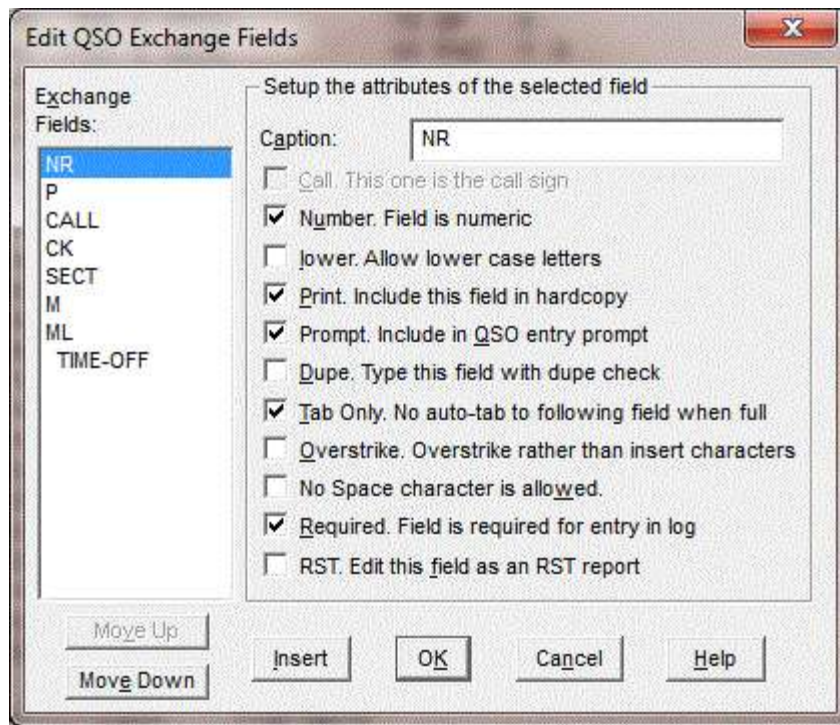 Edit QSO Exchange Fields
Exchange
Fields:
NR
P
CALL
CK
SECT
M
ML
TIME-OFF
Move Up
Move Down
Setup the attributes of the selected field
Caption: NR
Call. This one is the call sign
Number. Field is numeric
lower. Allow lower case letters
Print. Include this field in hardcopy
Prompt. Include in QSO entry prompt
Dupe. Type this field with dupe check
Tab Only. No auto-tab to following field when full
Overstrike. Overstrike rather than insert characters
No Space character is allowed.
Required. Field is required for entry in log
RST. Edit this field as an RST report
Insert OK Cancel Help